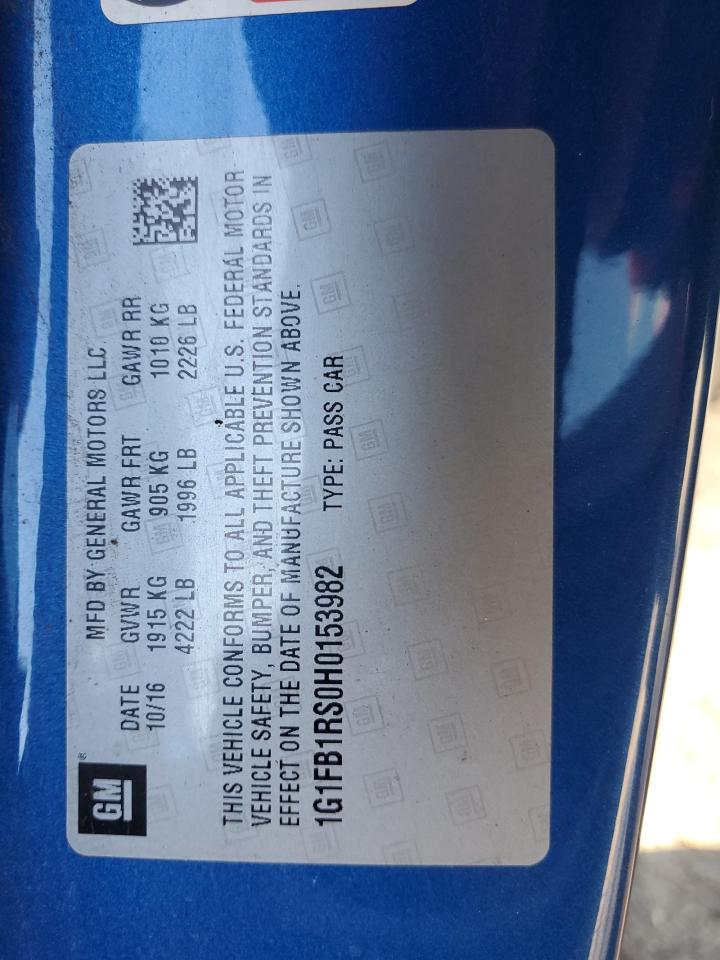 GM ®
MFD BY GENERAL MOTORS LLC
DATE GVWR GAWR FRT GAWR RR
10/16 1915 KG 905 KG 1010 KG
4222 LB 1996 LB 2226 LB
THIS VEHICLE CONFORMS TO ALL APPLICABLE U.S. FEDERAL MOTOR
VEHICLE SAFETY, BUMPER, AND THEFT PREVENTION STANDARDS IN
EFFECT ON THE DATE OF MANUFACTURE SHOWN ABOVE.
1G1FB1RS0H0153982 TYPE: PASS CAR